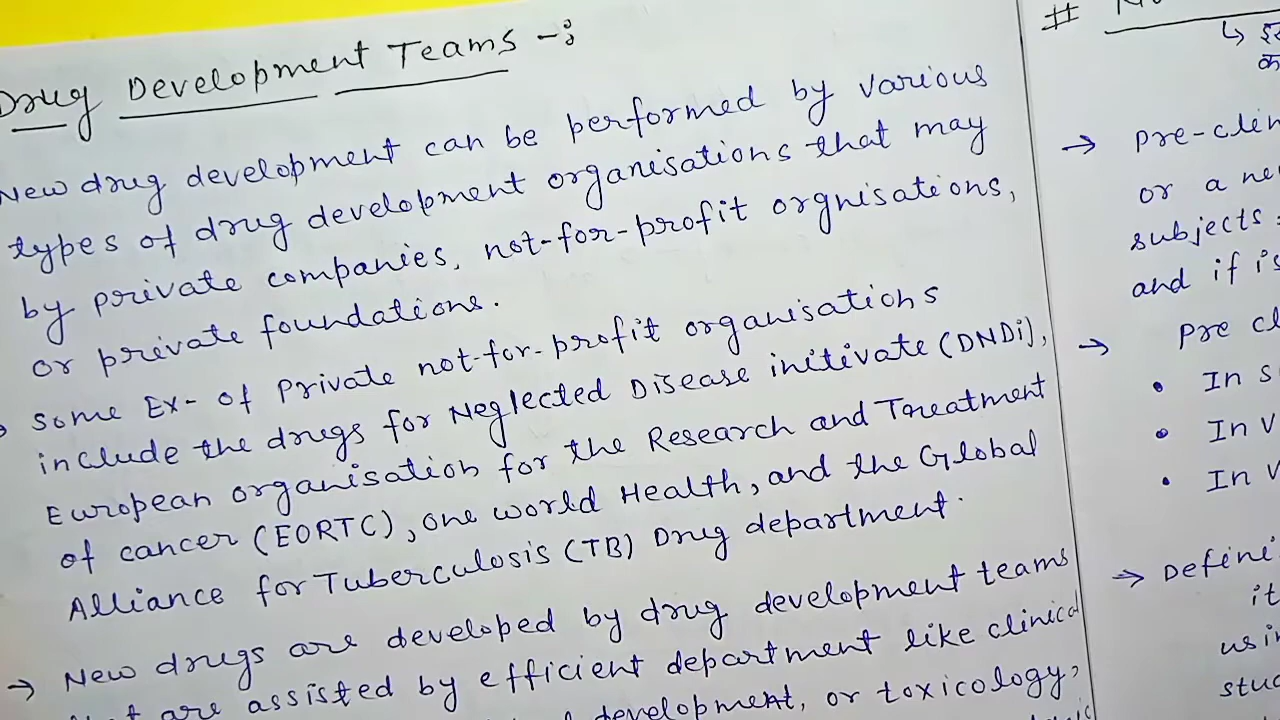 Drug Development Teams -:
New drug development can be performed by various
types of drug development organisations that may
by private companies, not-for-profit orgnisations,
or private foundations.
some Ex- of Private not-for-profit organisations
include the drugs for Neglected Disease initivate (DNDi),
European organisation for the Research and Treatment
of cancer (EORTC), one world Health, and the Global
Alliance for Tuberculosis (TB) Drug department.
→ New drugs are developed by drug development teams
are assisted by efficient department like clinical
development, or toxicology,
#
→ pre-clin
or a ne
subjects
and if is
→ Pre cl
• In s
• In v
• In v
→ Defini
it
usin
stud